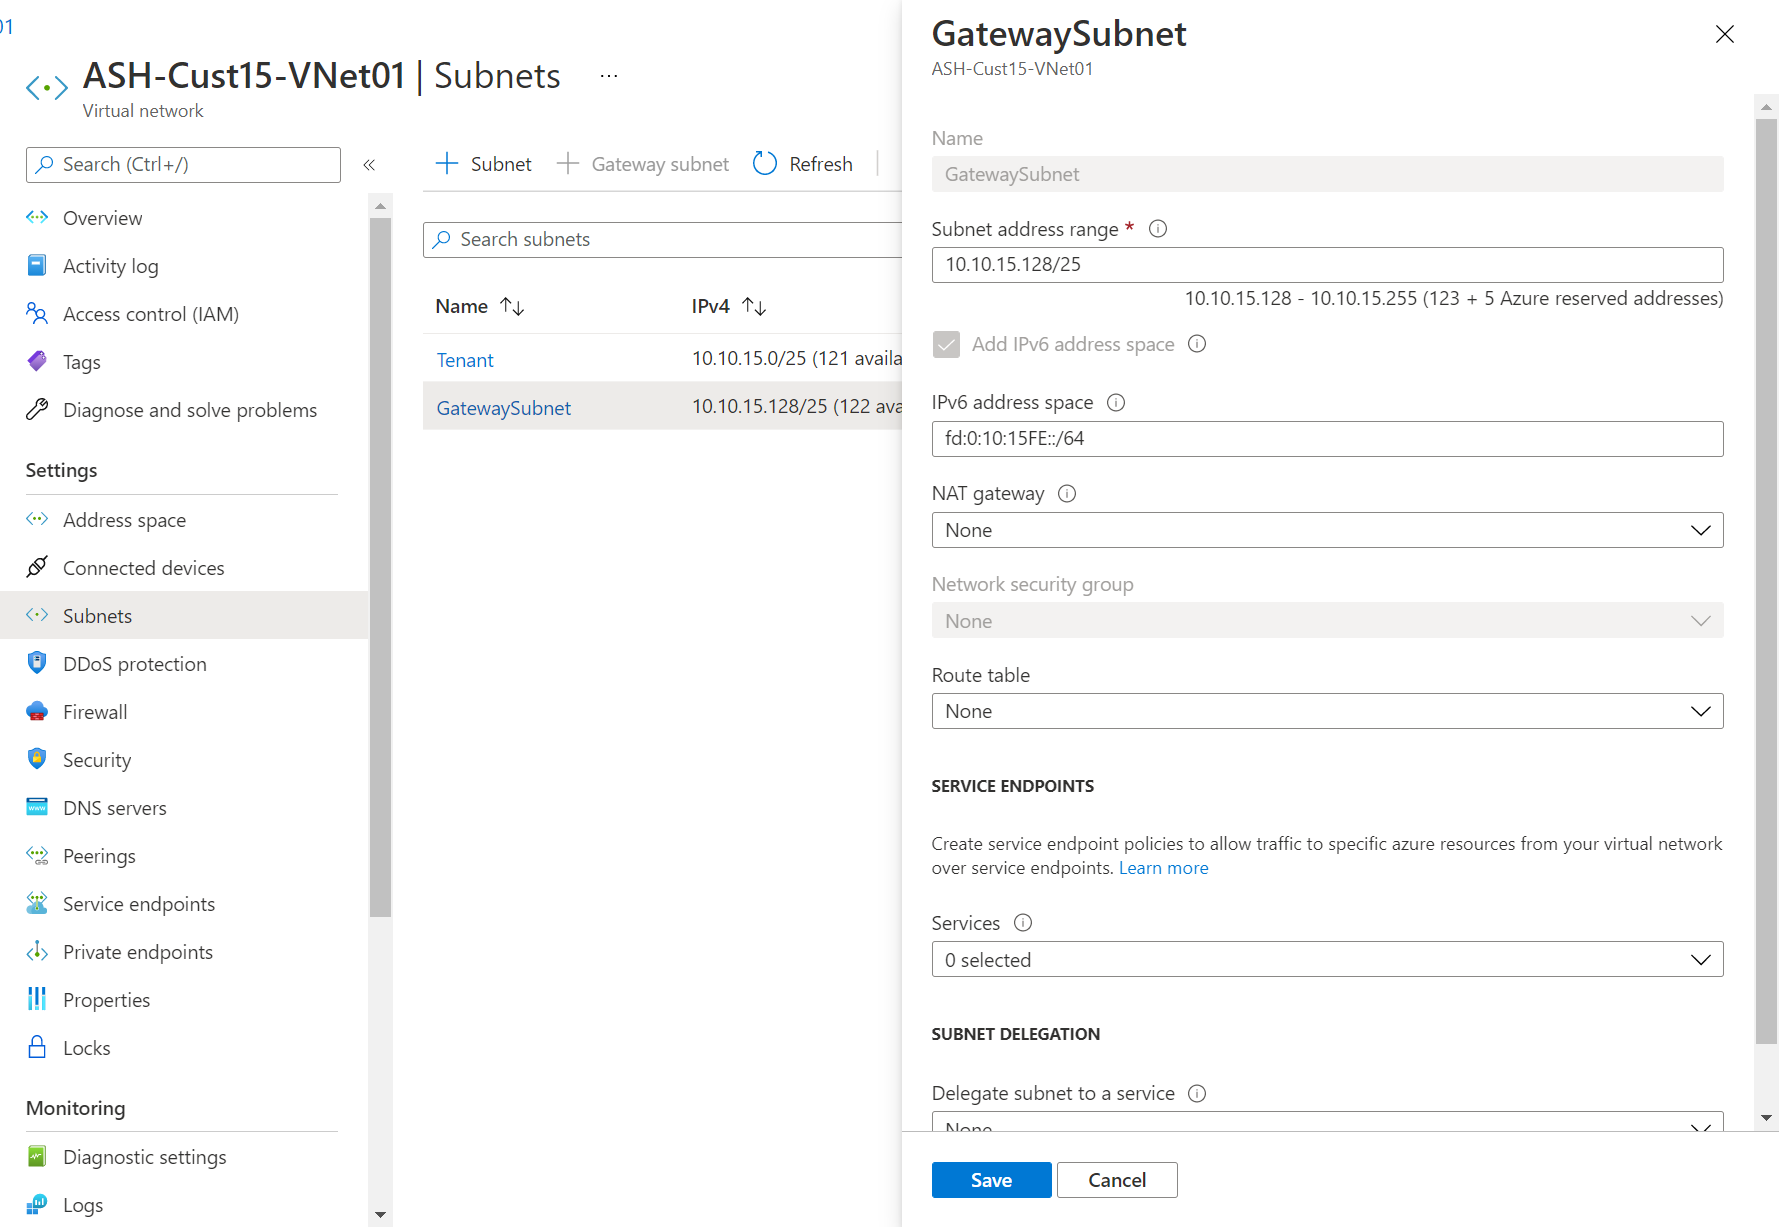 01
ASH-Cust15-VNet01 | Subnets ...
Virtual network
Search (Ctrl+/)
«
Overview
Activity log
Access control (IAM)
Tags
Diagnose and solve problems
Settings
Address space
Connected devices
Subnets
DDoS protection
Firewall
Security
DNS servers
Peerings
Service endpoints
Private endpoints
Properties
Locks
Monitoring
Diagnostic settings
Logs
+ Subnet + Gateway subnet Refresh
Search subnets
Name ↑↓ IPv4 ↑↓
Tenant 10.10.15.0/25 (121 availa
GatewaySubnet 10.10.15.128/25 (122 ava
GatewaySubnet
ASH-Cust15-VNet01
Name
GatewaySubnet
Subnet address range *
10.10.15.128/25
10.10.15.128 - 10.10.15.255 (123 + 5 Azure reserved addresses)
Add IPv6 address space
IPv6 address space
fd:0:10:15FE::/64
NAT gateway
None
Network security group
None
Route table
None
SERVICE ENDPOINTS
Create service endpoint policies to allow traffic to specific azure resources from your virtual network
over service endpoints. Learn more
Services
0 selected
SUBNET DELEGATION
Delegate subnet to a service
None
Save Cancel